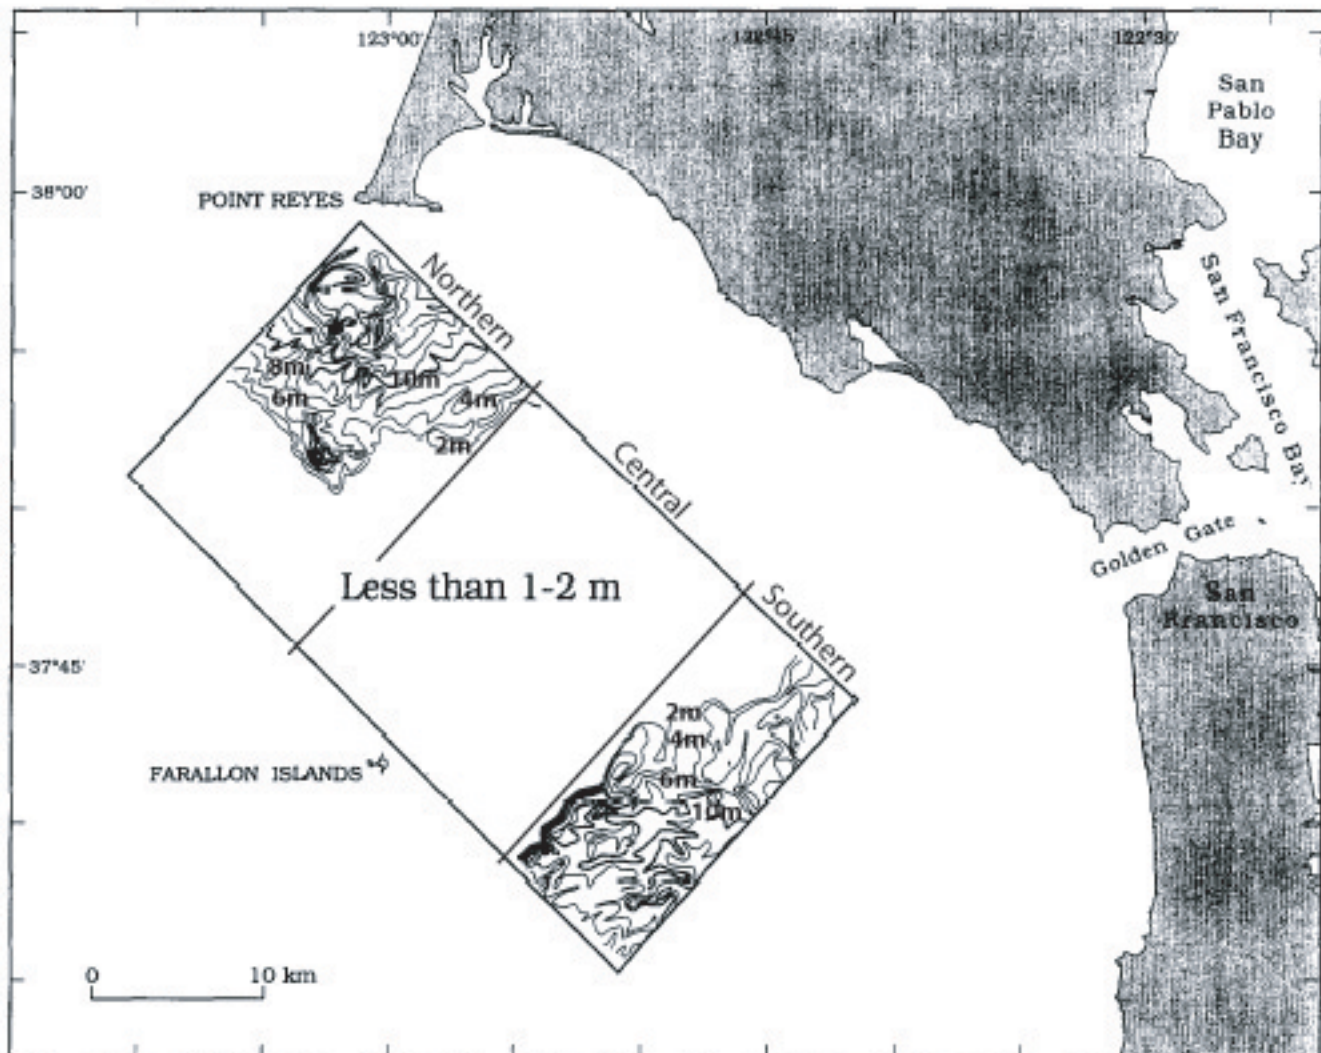 123°00'
122°45'
122°30'
San
Pablo
Bay
38°00'
POINT REYES
Northern
San Francisco Bay
8m
10m
6m
4m
2m
Central
Golden Gate
Less than 1-2 m
Southern
San
Francisco
37°45'
2m
4m
FARALLON ISLANDS
6m
10m
0 10 km